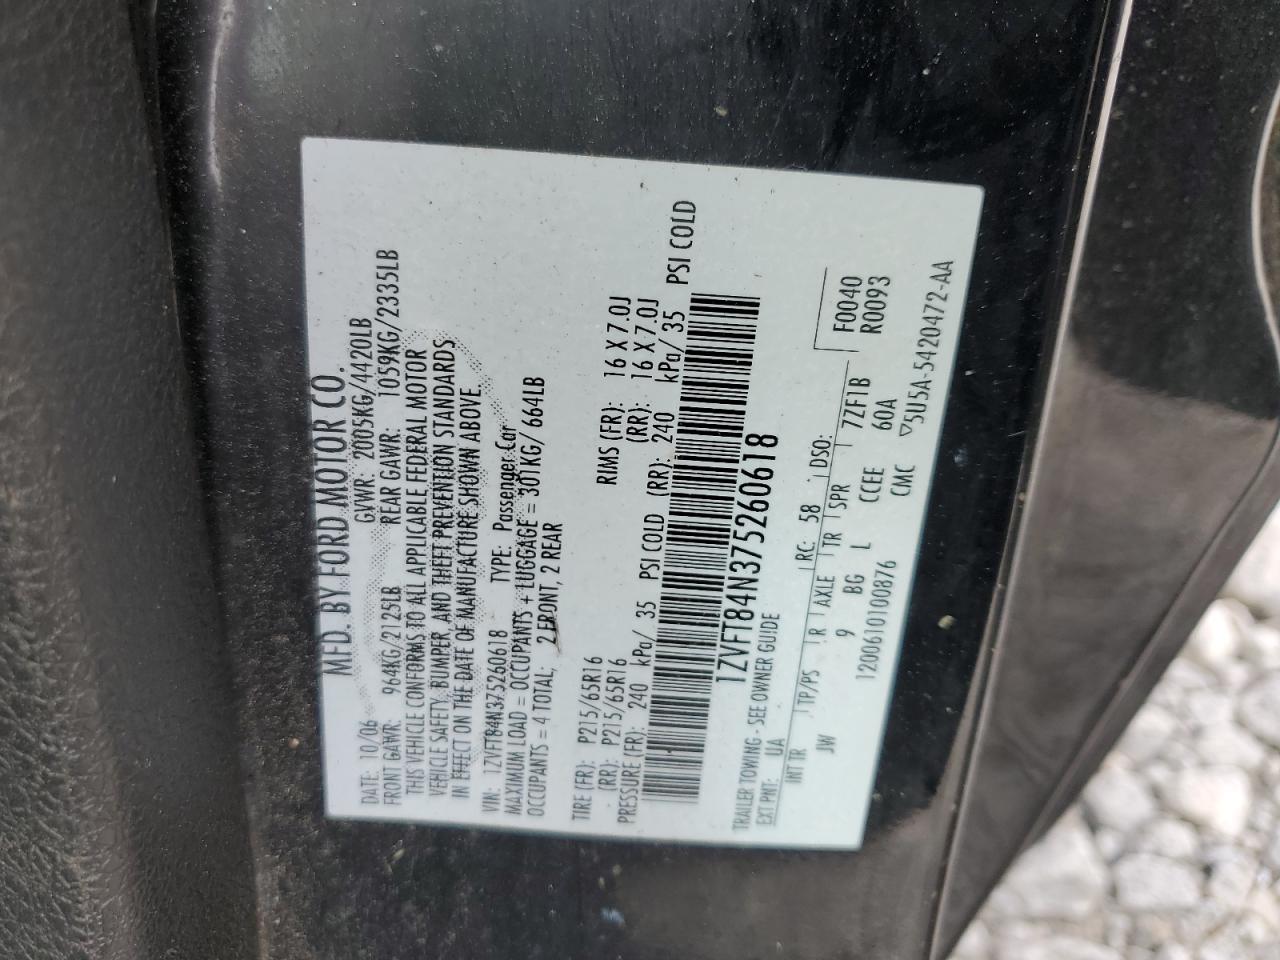 MFD. BY FORD MOTOR CO.
DATE: 10/06 GVWR: 2005KG/4420LB
FRONT GAWR: 964KG/2125LB REAR GAWR: 1059KG/2335LB
THIS VEHICLE CONFORMS TO ALL APPLICABLE FEDERAL MOTOR
VEHICLE SAFETY, BUMPER, AND THEFT PREVENTION STANDARDS
IN EFFECT ON THE DATE OF MANUFACTURE SHOWN ABOVE.
VIN: 1ZVFT84N375260618 TYPE: Passenger Car
MAXIMUM LOAD = OCCUPANTS + LUGGAGE = 301KG/664LB
OCCUPANTS = 4 TOTAL; 2 FRONT, 2 REAR
TIRE (FR): P215/65R16 RIMS (FR): 16 X 7.0J
(RR): P215/65R16 (RR): 16 X 7.0J
PRESSURE (FR): 240 kPa/ 35 PSI COLD (RR): 240 kPa/ 35 PSI COLD
1ZVFT84N375260618
TRAILER TOWING - SEE OWNER GUIDE
EXT PNT: UA RC: 58 DSO: F0040
R0093
INT TR TP/PS R AXLE TR SPR 7ZF1B
JW 9 BG L CCEE 60A
1200610100876 CMC
▽5U5A-5420472-AA